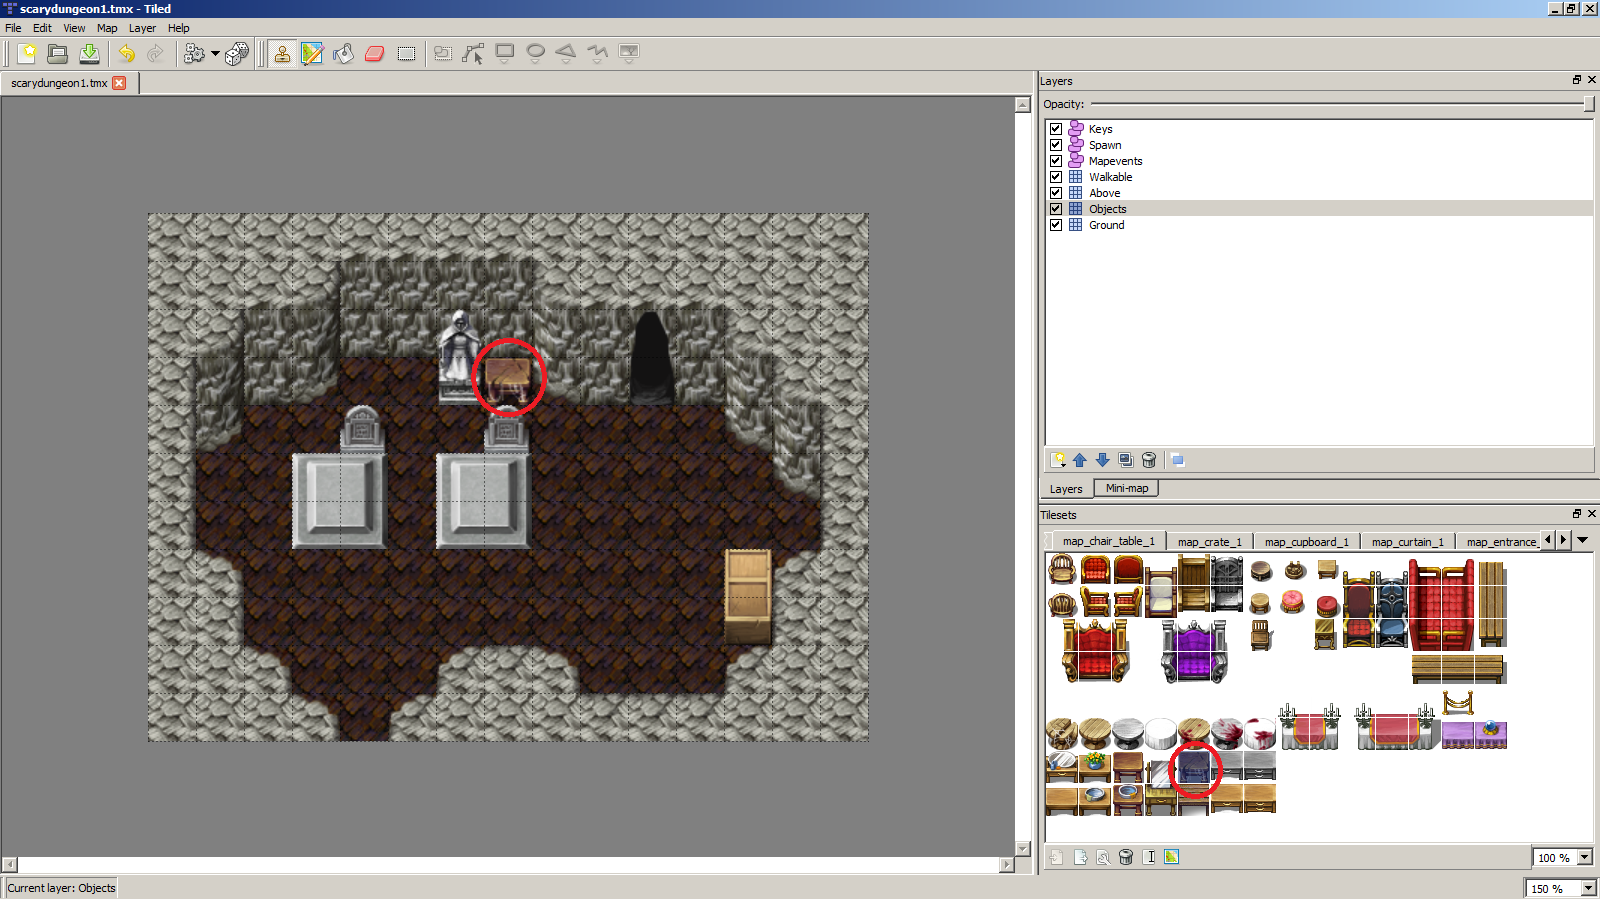 scarydungeon1.tmx - Tiled
File Edit View Map Layer Help
scarydungeon1.tmx
Layers
Opacity:
Keys
Spawn
Mapevents
Walkable
Above
Objects
Ground
Layers Mini-map
Tilesets
map_chair_table_1 map_crate_1 map_cupboard_1 map_curtain_1 map_entrance_
100 %
Current layer: Objects
150 %